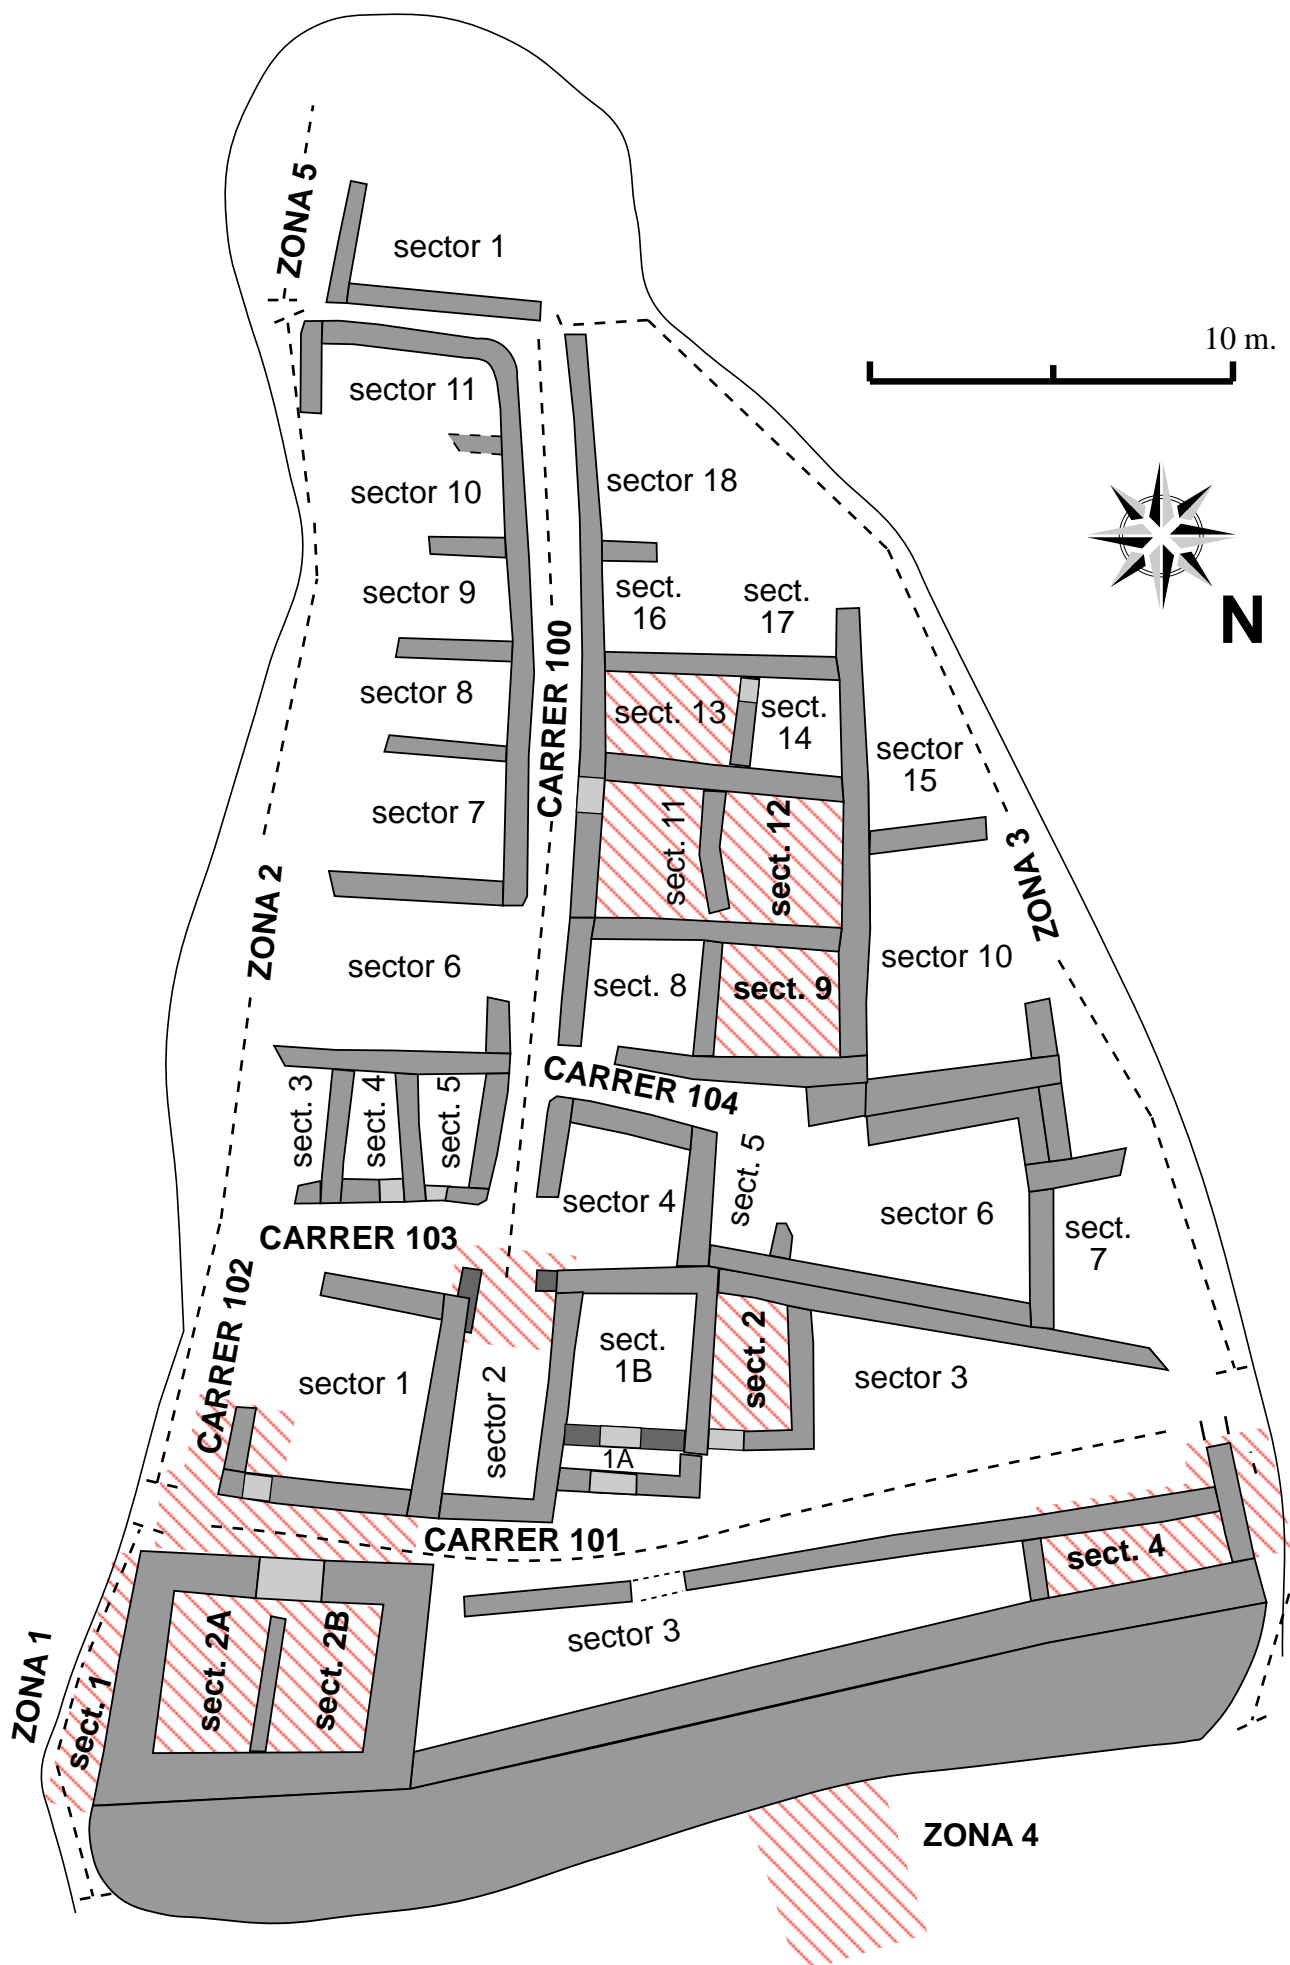 ZONA 5
sector 1
10 m.
sector 11
sector 10
sector 18
N
sector 9
sect.
16
sect.
17
CARRER 100
sector 8
sect. 13
sect.
14
sector
15
sector 7
sect. 11
sect. 12
ZONA 3
ZONA 2
sector 6
sect. 8
sect. 9
sector 10
CARRER 104
sect. 3
sect. 4
sect. 5
sect. 5
sector 4
sector 6
sect.
7
CARRER 103
CARRER 102
sector 1
sector 2
sect.
1B
sect. 2
sector 3
1A
CARRER 101
sect. 4
sector 3
ZONA 1
sect. 1
sect. 2A
sect. 2B
ZONA 4